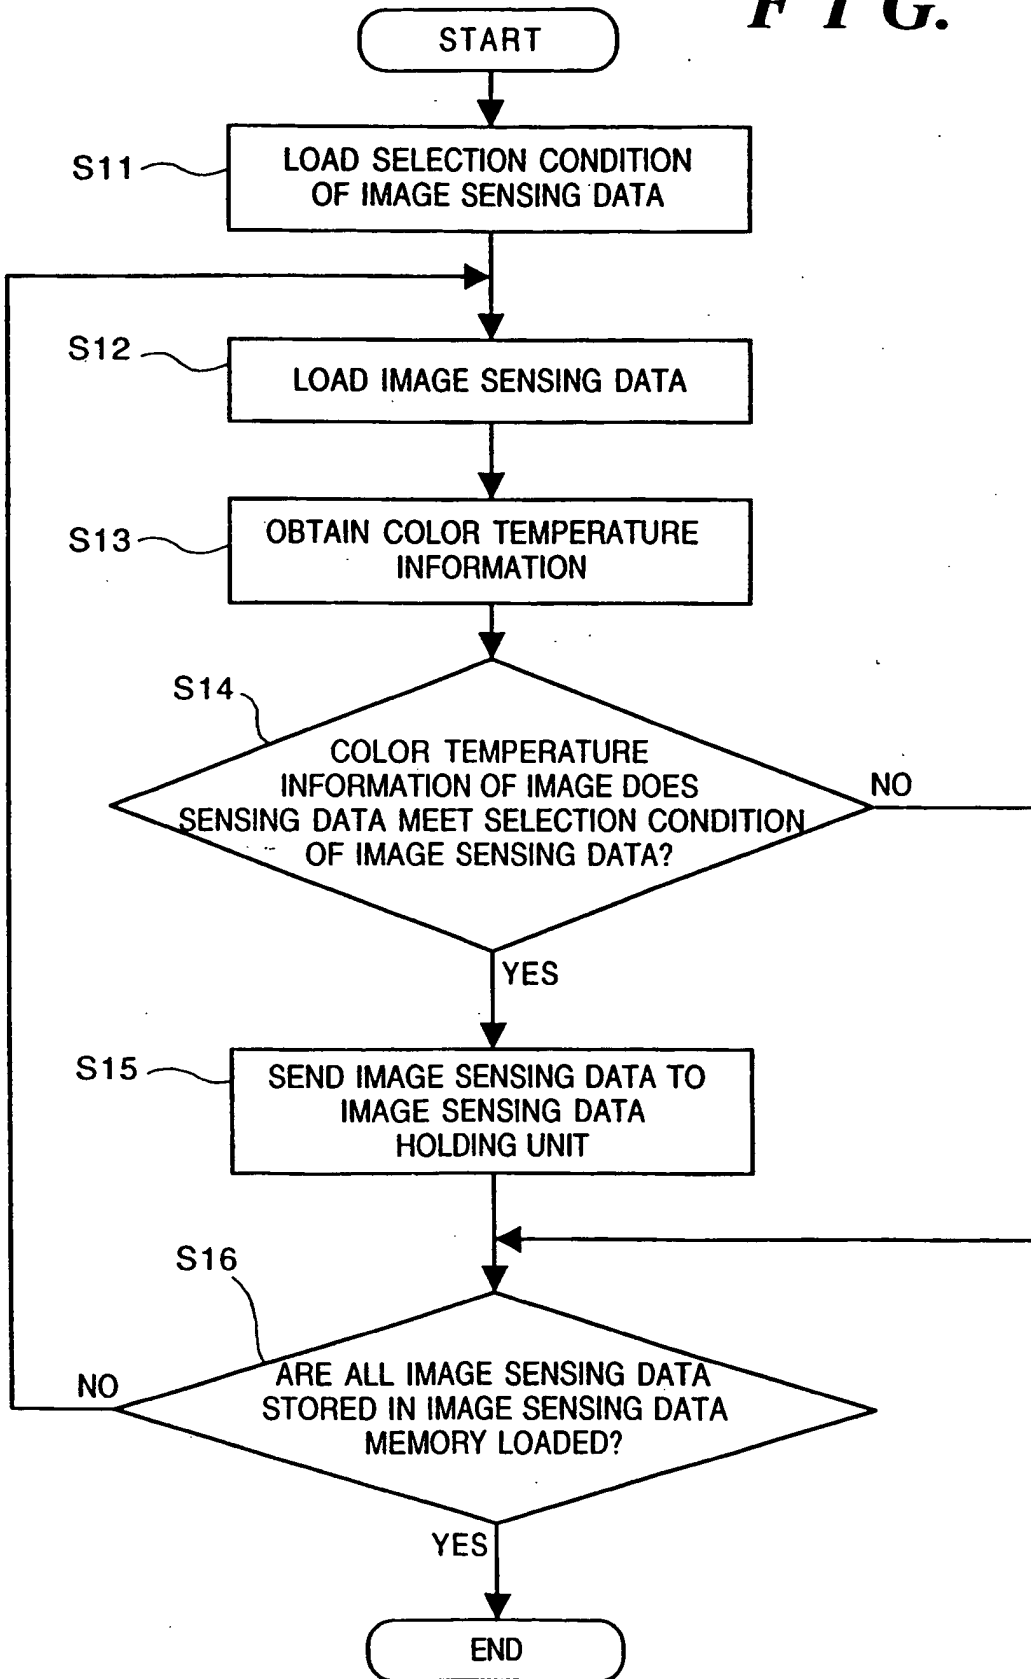 FIG.
START
S11
LOAD SELECTION CONDITION
OF IMAGE SENSING DATA
S12
LOAD IMAGE SENSING DATA
S13
OBTAIN COLOR TEMPERATURE
INFORMATION
S14
COLOR TEMPERATURE
INFORMATION OF IMAGE DOES
SENSING DATA MEET SELECTION CONDITION
OF IMAGE SENSING DATA?
NO
YES
S15
SEND IMAGE SENSING DATA TO
IMAGE SENSING DATA
HOLDING UNIT
S16
ARE ALL IMAGE SENSING DATA
STORED IN IMAGE SENSING DATA
MEMORY LOADED?
NO
YES
END